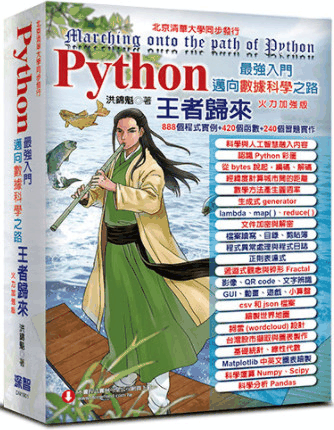 北京清華大學同步發行
Marching onto the path of Python
Python
最強入門
邁向數據科學之路
王者歸來
火力加強版
洪錦魁 著
888個程式實例+420個函數+240個習題實作
科學與人工智慧融入內容
認識 Python 彩蛋
從 bytes 說起,編碼、解碼
經緯度計算城市間的距離
數學方法產生圓週率
生成式 generator
lambda、map()、reduce()
文件加密與解密
檔案讀寫、目錄、剪貼簿
程式異常處理與程式日誌
正則表達式
遞迴式觀念與碎形 Fractal
影像、QR code、文字辨識
GUI、動畫、遊戲、小算盤
csv 和 json 檔案
繪製世界地圖
詞雲 (wordcloud) 設計
台灣股市擷取與圖表製作
基礎統計、線性代數
Matplotlib 中英文圖表繪製
科學運算 Numpy、Scipy
科學分析 Pandas
北京清華大學同步發行
Python
最強入門
邁向數據科學之路
王者歸來
火力加強版
洪錦魁 著
深智